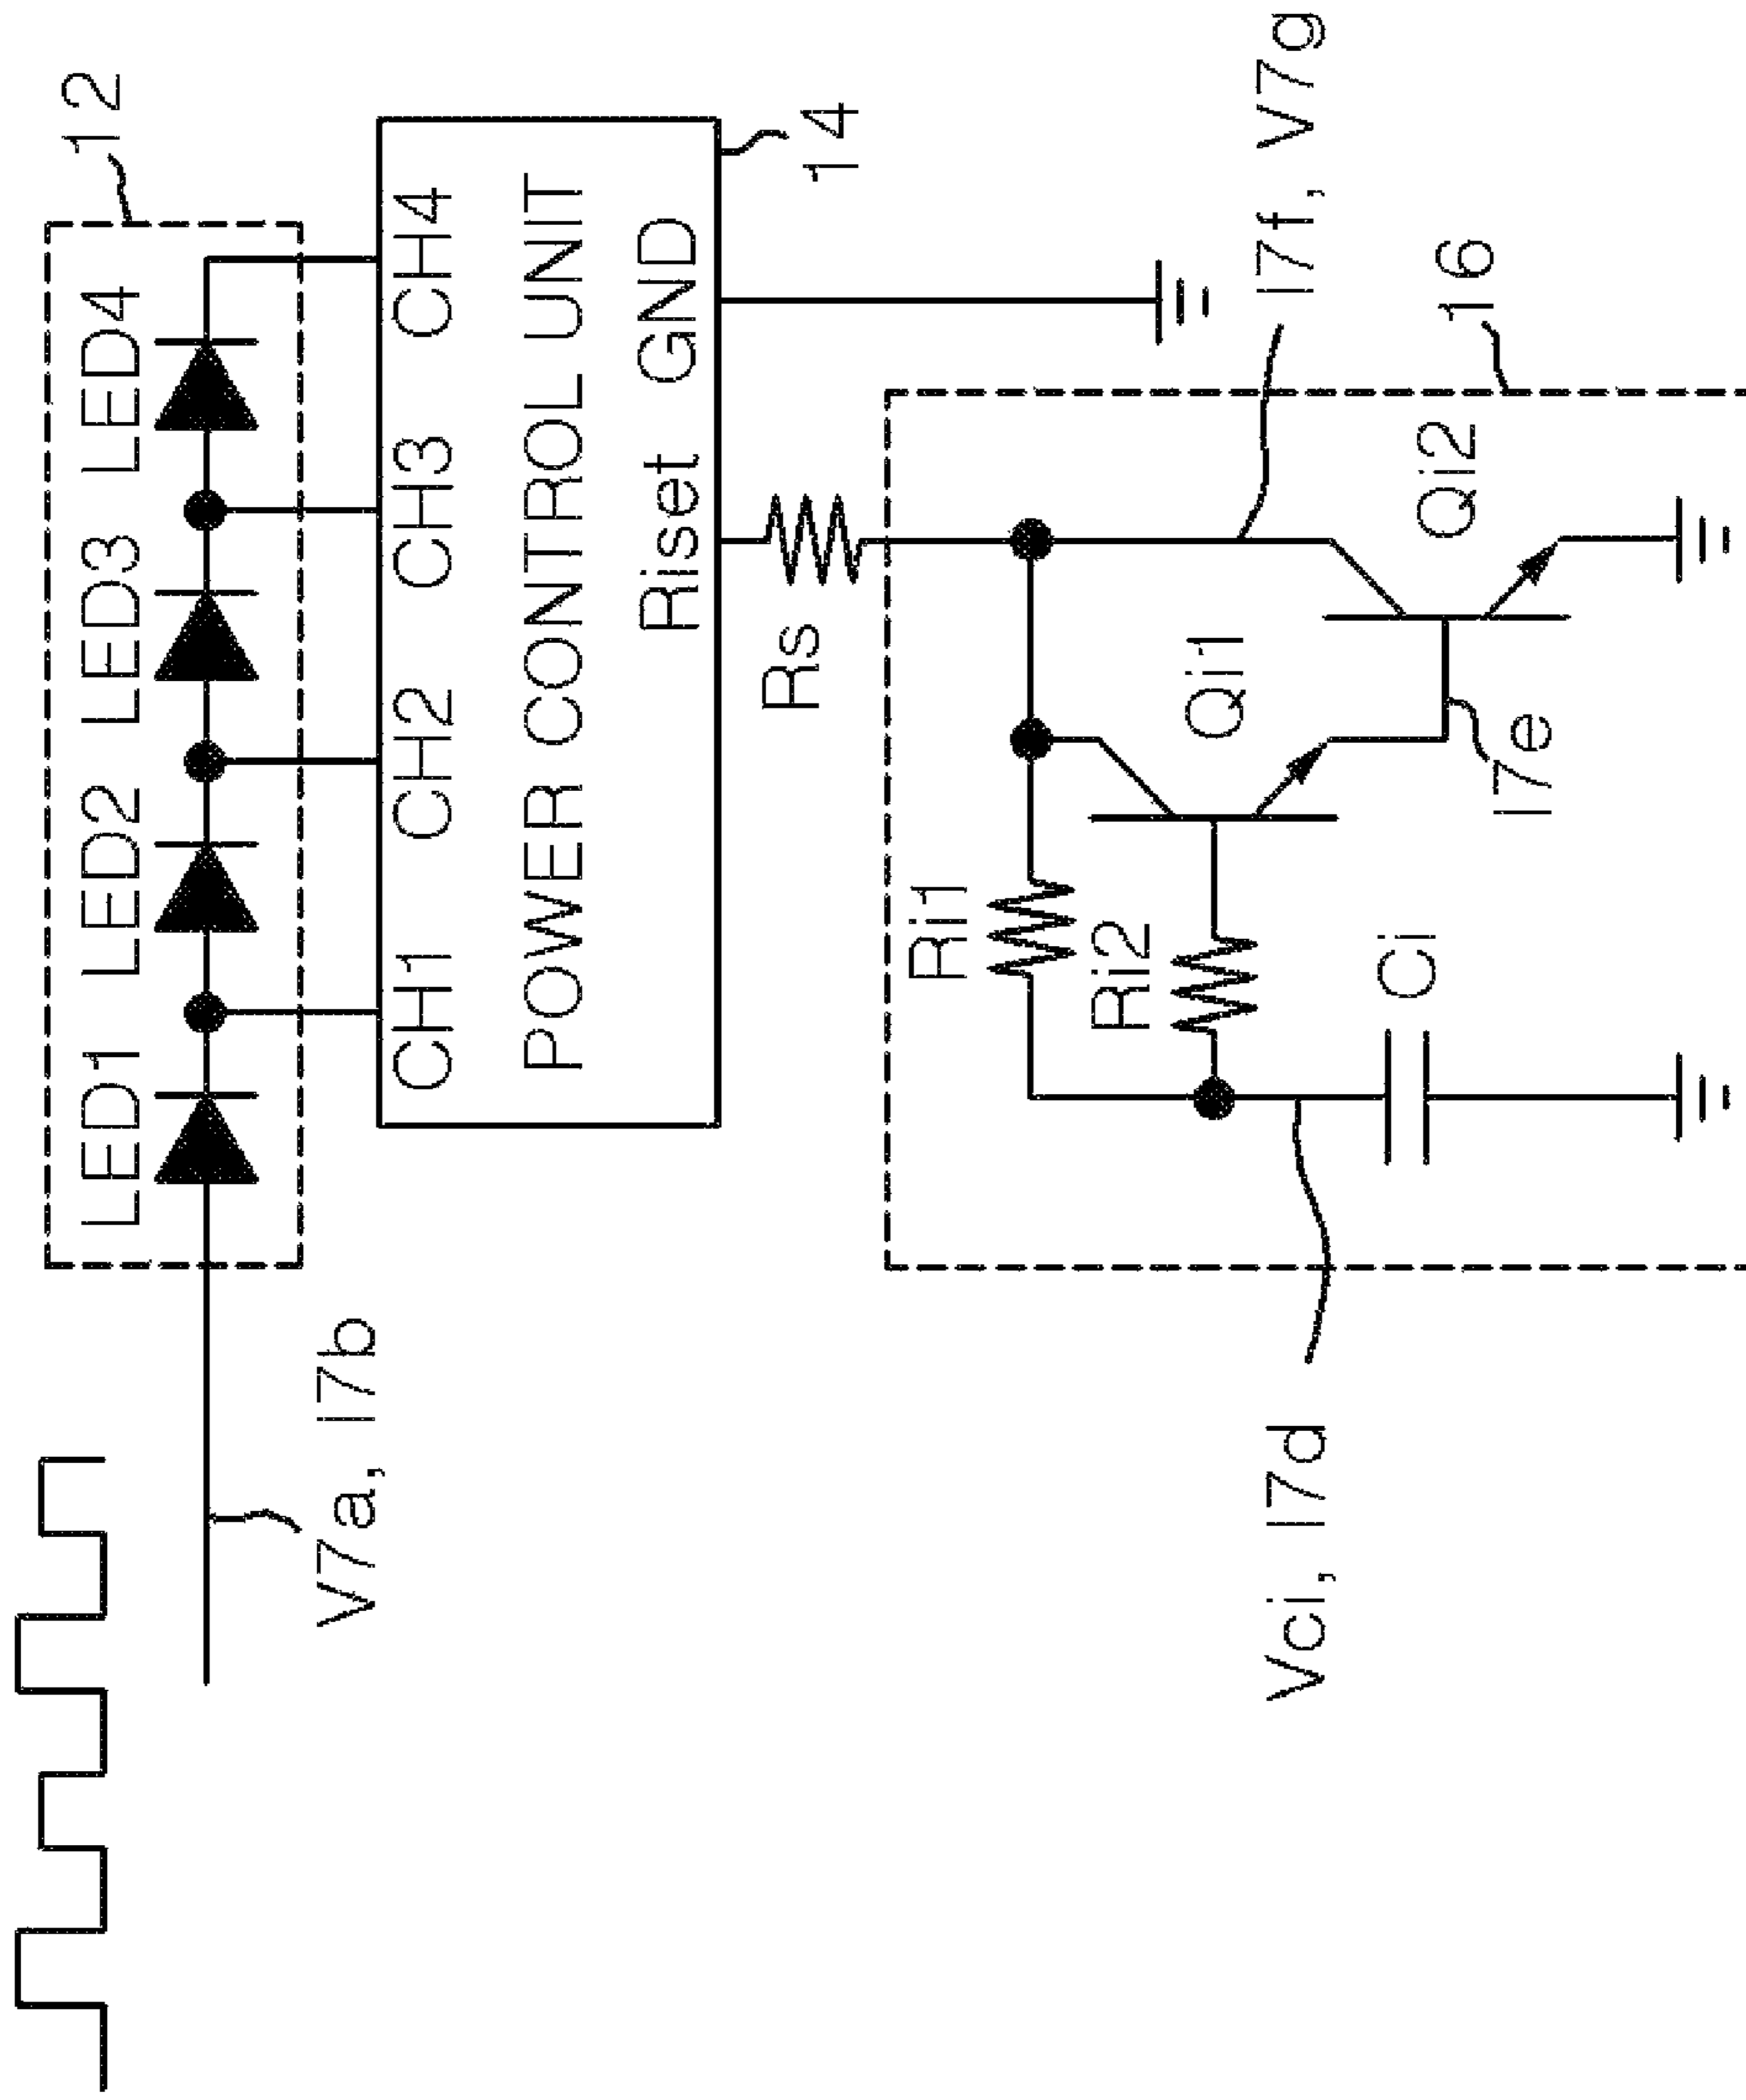 12
LED1 LED2 LED3 LED4
V7a, I7b
CH1 CH2 CH3 CH4
POWER CONTROL UNIT
Riset GND
14
Rs
Ri1
Ri2
Qi1
Vci, I7d
I7f, V7g
Ci
Qi2
16
I7e